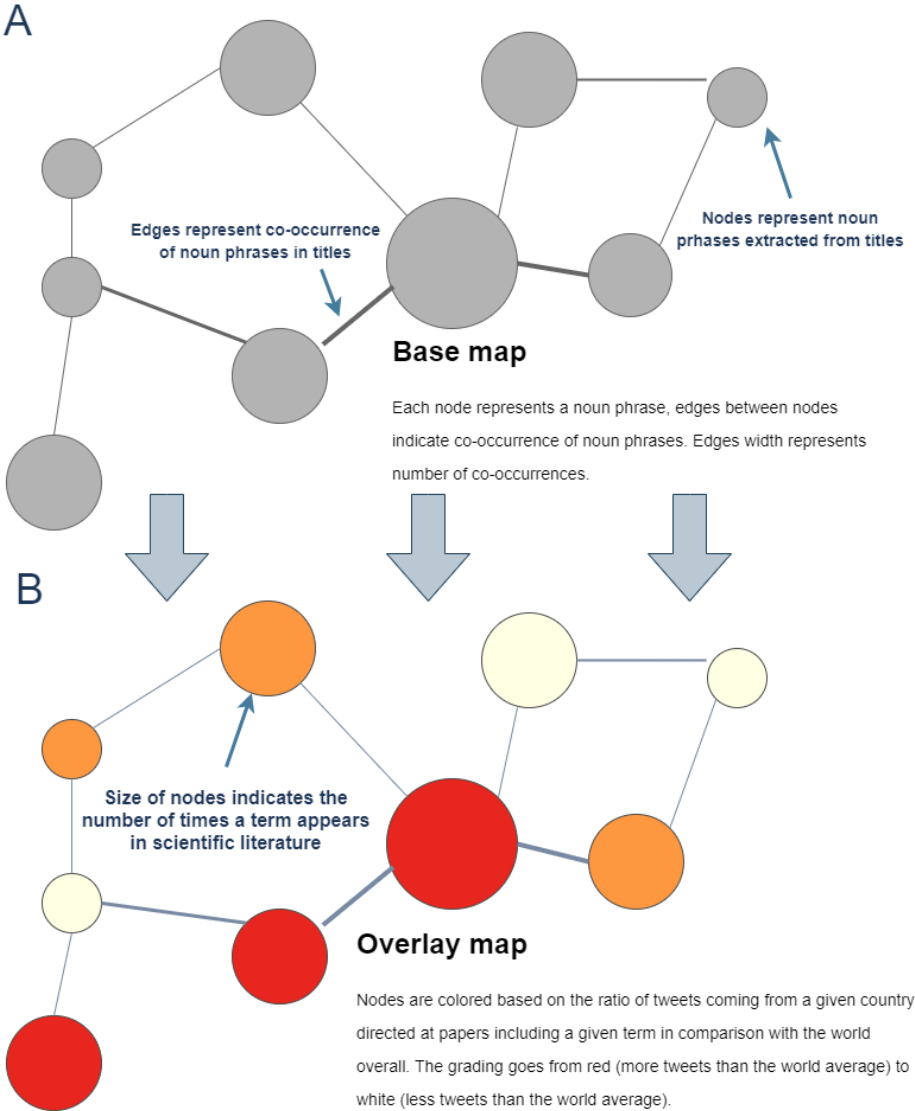 A
Edges represent co-occurrence
of noun phrases in titles
Nodes represent noun
prhases extracted from titles
Base map
Each node represents a noun phrase, edges between nodes
indicate co-occurrence of noun phrases. Edges width represents
number of co-occurrences.
B
Size of nodes indicates the
number of times a term appears
in scientific literature
Overlay map
Nodes are colored based on the ratio of tweets coming from a given country
directed at papers including a given term in comparison with the world
overall. The grading goes from red (more tweets than the world average) to
white (less tweets than the world average).